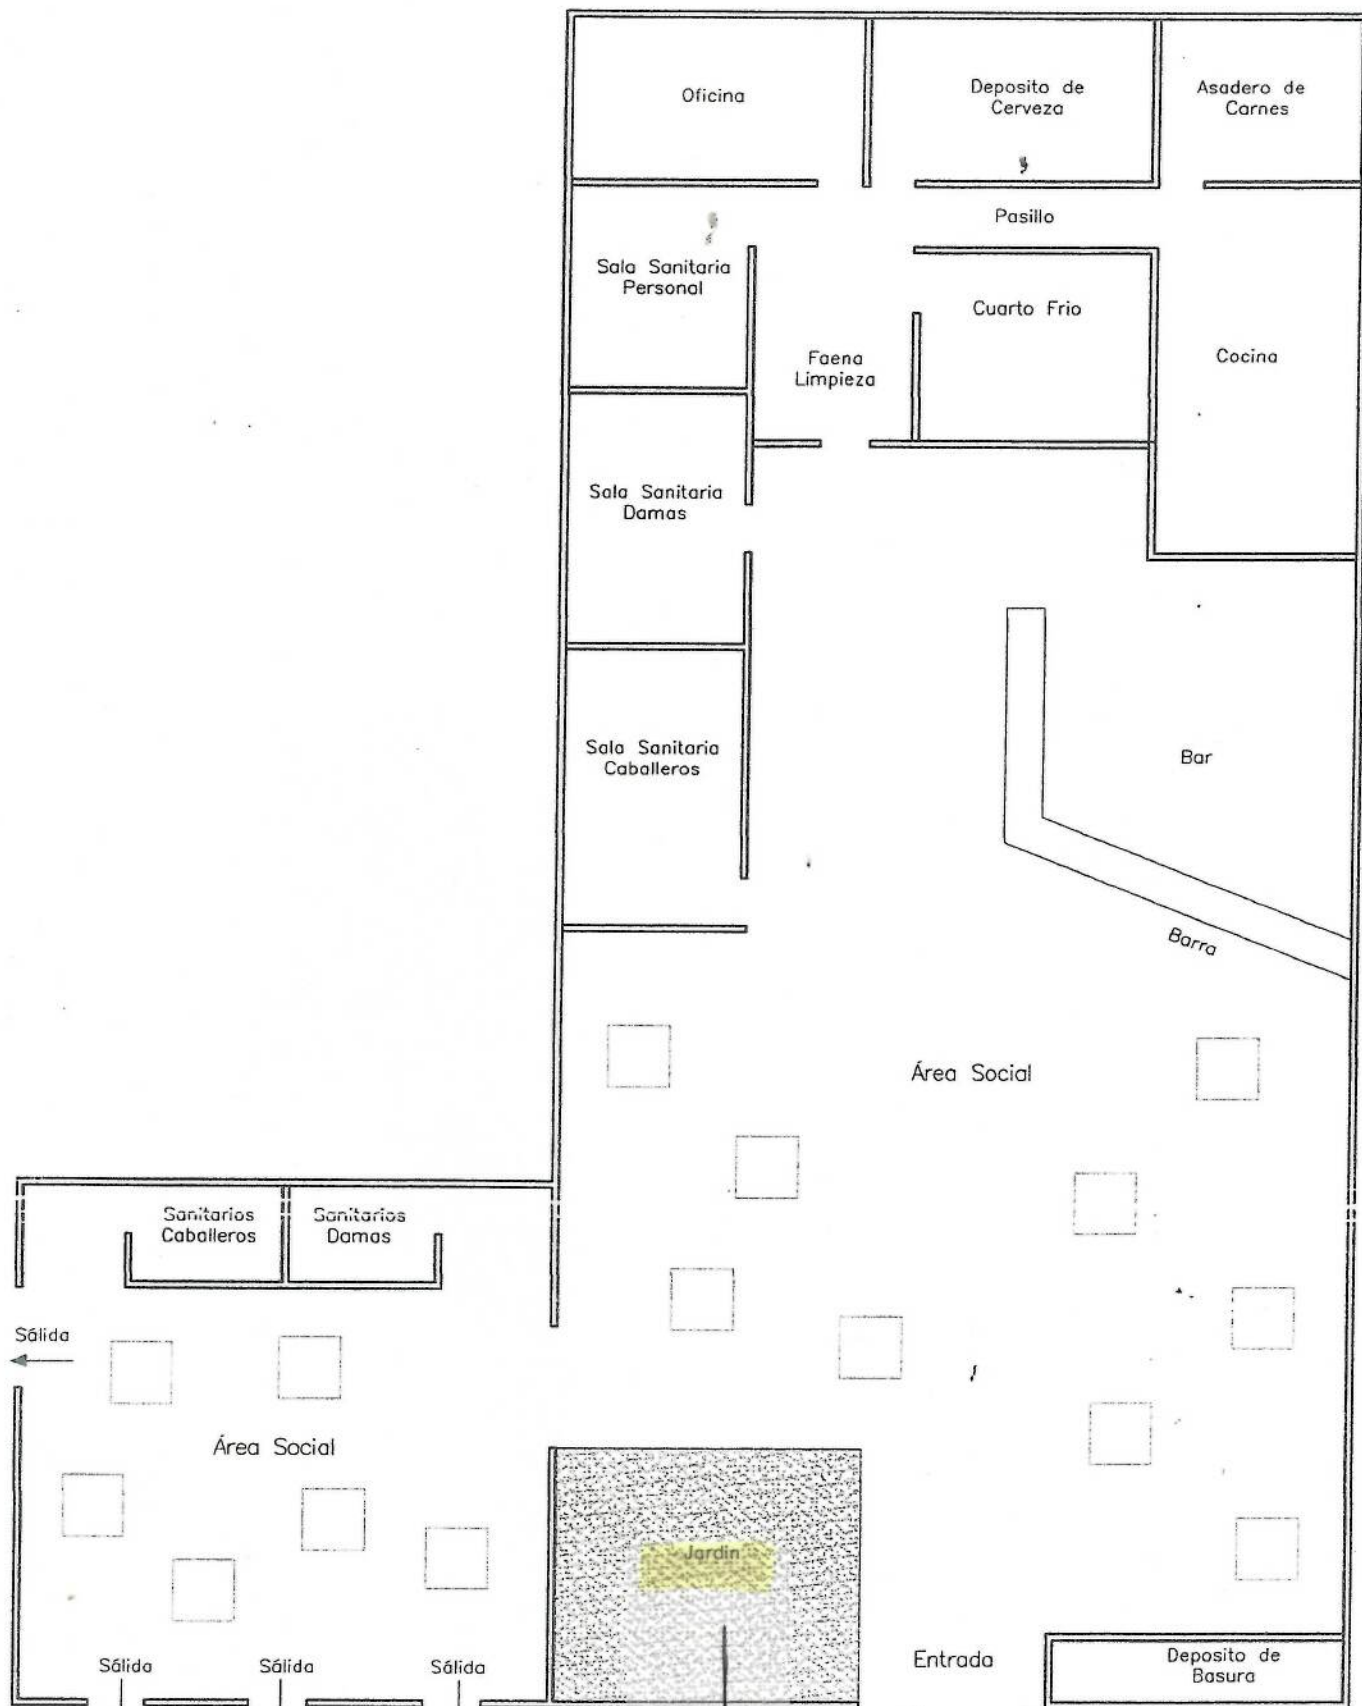 Oficina
Deposito de
Cerveza
Asadero de
Carnes
Pasillo
Sala Sanitaria
Personal
Cuarto Frio
Faena
Limpieza
Cocina
Sala Sanitaria
Damas
Sala Sanitaria
Caballeros
Bar
Barra
Área Social
Sanitarios
Caballeros
Sanitarios
Damas
Sálida
Área Social
Jardin
Sálida
Sálida
Sálida
Entrada
Deposito de
Basura